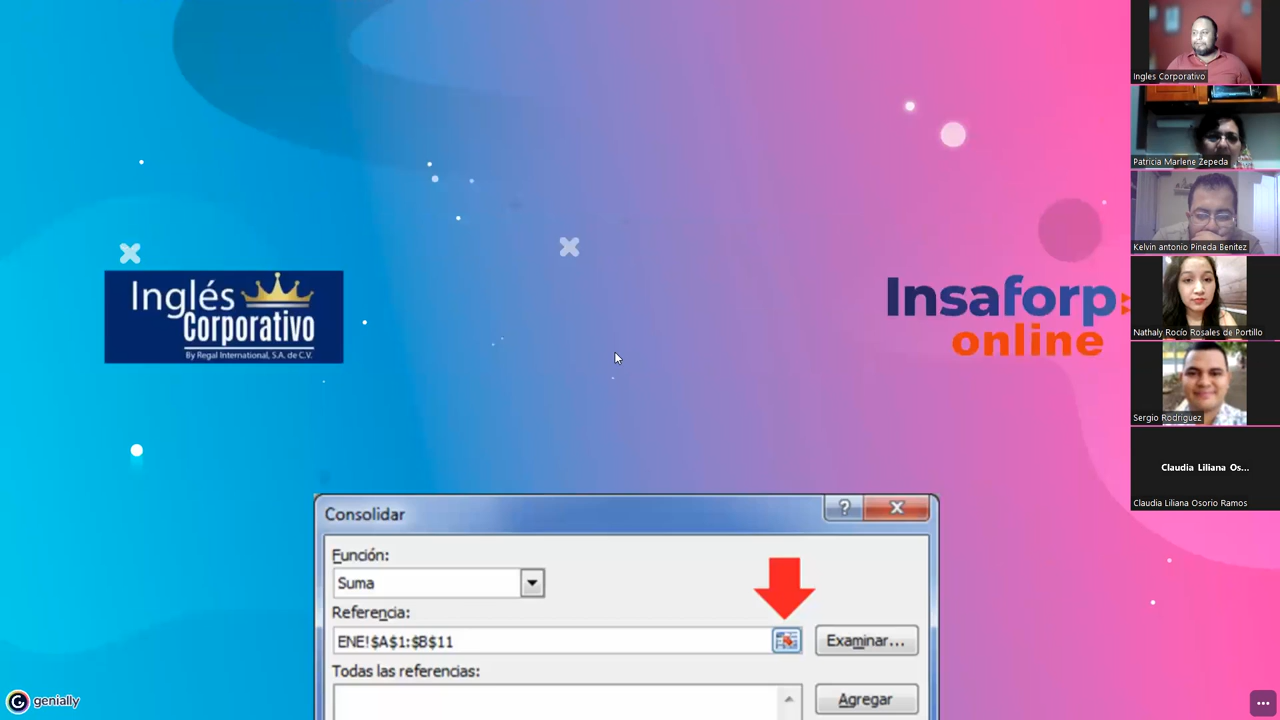 Inglés
Corporativo
By Regal International, S.A. de C.V.
Insaforp
online
Consolidar
?
Función:
Suma
Referencia:
ENE!$A$1:$B$11
Examinar...
Todas las referencias:
Agregar
genially
Ingles Corporativo
Patricia Marlene Zepeda
Kelvin antonio Pineda Benitez
Nathaly Rocío Rosales de Portillo
Sergio Rodriguez
Claudia Liliana Os...
Claudia Liliana Osorio Ramos